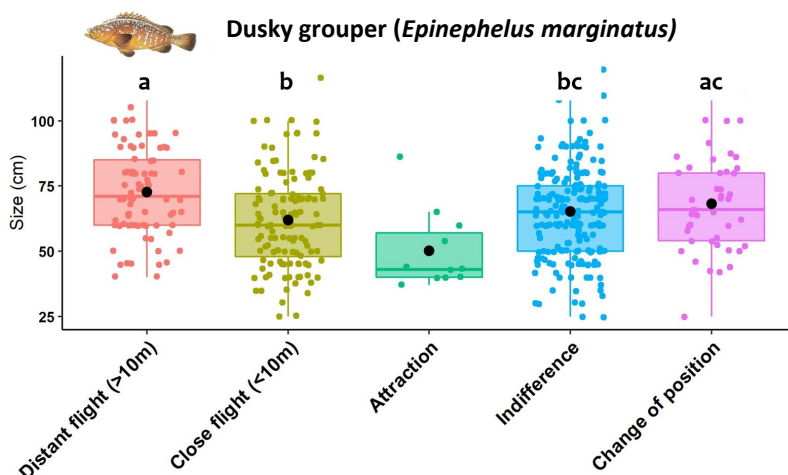 Dusky grouper (Epinephelus marginatus)
a
b
bc
ac
Size (cm)
100
75
50
25
Distant flight (>10m)
Close flight (<10m)
Attraction
Indifference
Change of position